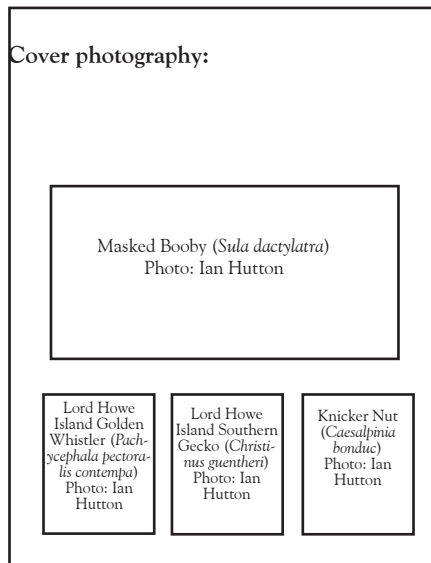 Cover photography:
Masked Booby (Sula dactylatra)
Photo: Ian Hutton
Lord Howe
Island Golden
Whistler (Pach-
ycephala pectora-
lis contempa)
Photo: Ian
Hutton
Lord Howe
Island Southern
Gecko (Christi-
nus guentheri)
Photo: Ian
Hutton
Knicker Nut
(Caesalpinia
bonduc)
Photo: Ian
Hutton